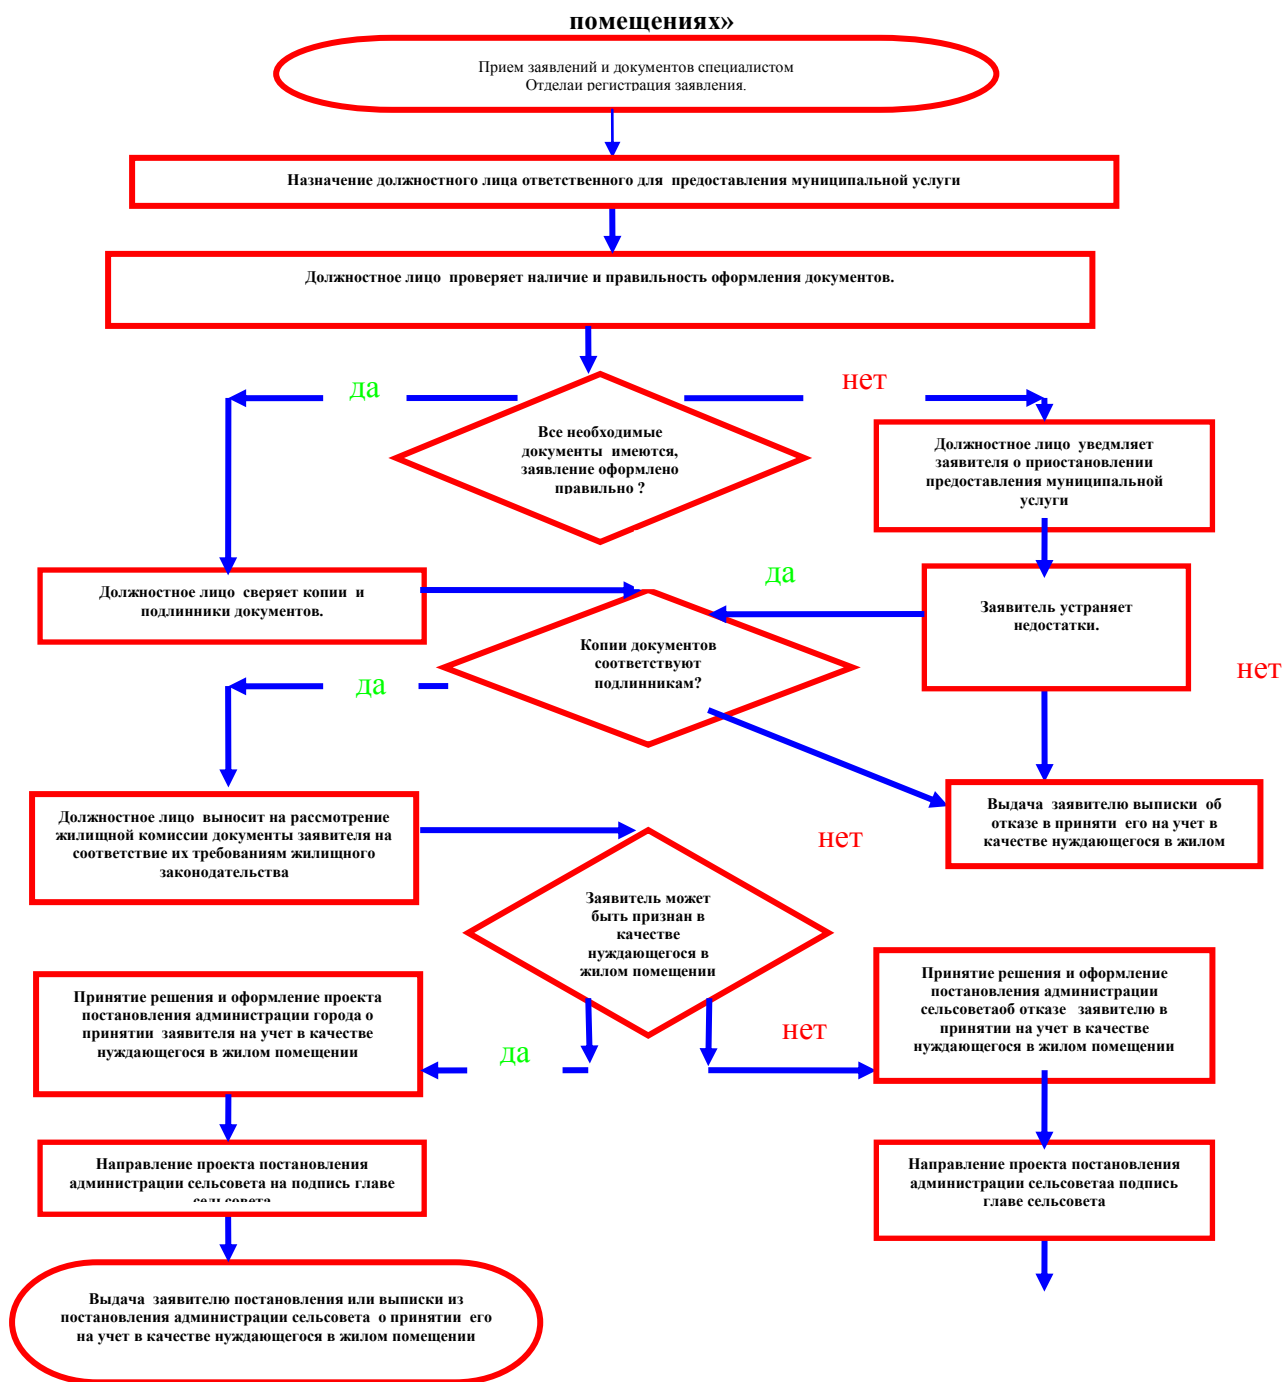 помещениях»
Прием заявлений и документов специалистом
Отделаи регистрация заявления.
Назначение должностного лица ответственного для предоставления муниципальной услуги
Должностное лицо проверяет наличие и правильность оформления документов.
да
нет
Все необходимые
документы имеются,
заявление оформлено
правильно ?
Должностное лицо уведмляет
заявителя о приостановлении
предоставления муниципальной
услуги
Должностное лицо сверяет копии и
подлинники документов.
да
Заявитель устраняет
недостатки.
Копии документов
соответствуют
подлинникам?
нет
да
Должностное лицо выносит на рассмотрение
жилищной комиссии документы заявителя на
соответствие их требованиям жилищного
законодательства
Выдача заявителю выписки об
отказе в приняти его на учет в
качестве нуждающегося в жилом
нет
Заявитель может
быть признан в
качестве
нуждающегося в
жилом помещении
Принятие решения и оформление проекта
постановления администрации города о
принятии заявителя на учет в качестве
нуждающегося в жилом помещении
Принятие решения и оформление
постановления администрации
сельсоветаоб отказе заявителю в
принятии на учет в качестве
нуждающегося в жилом помещении
да
нет
Направление проекта постановления
администрации сельсовета на подпись главе
сельсовета
Направление проекта постановления
администрации сельсоветаа подпись
главе сельсовета
Выдача заявителю постановления или выписки из
постановления администрации сельсовета о принятии его
на учет в качестве нуждающегося в жилом помещении